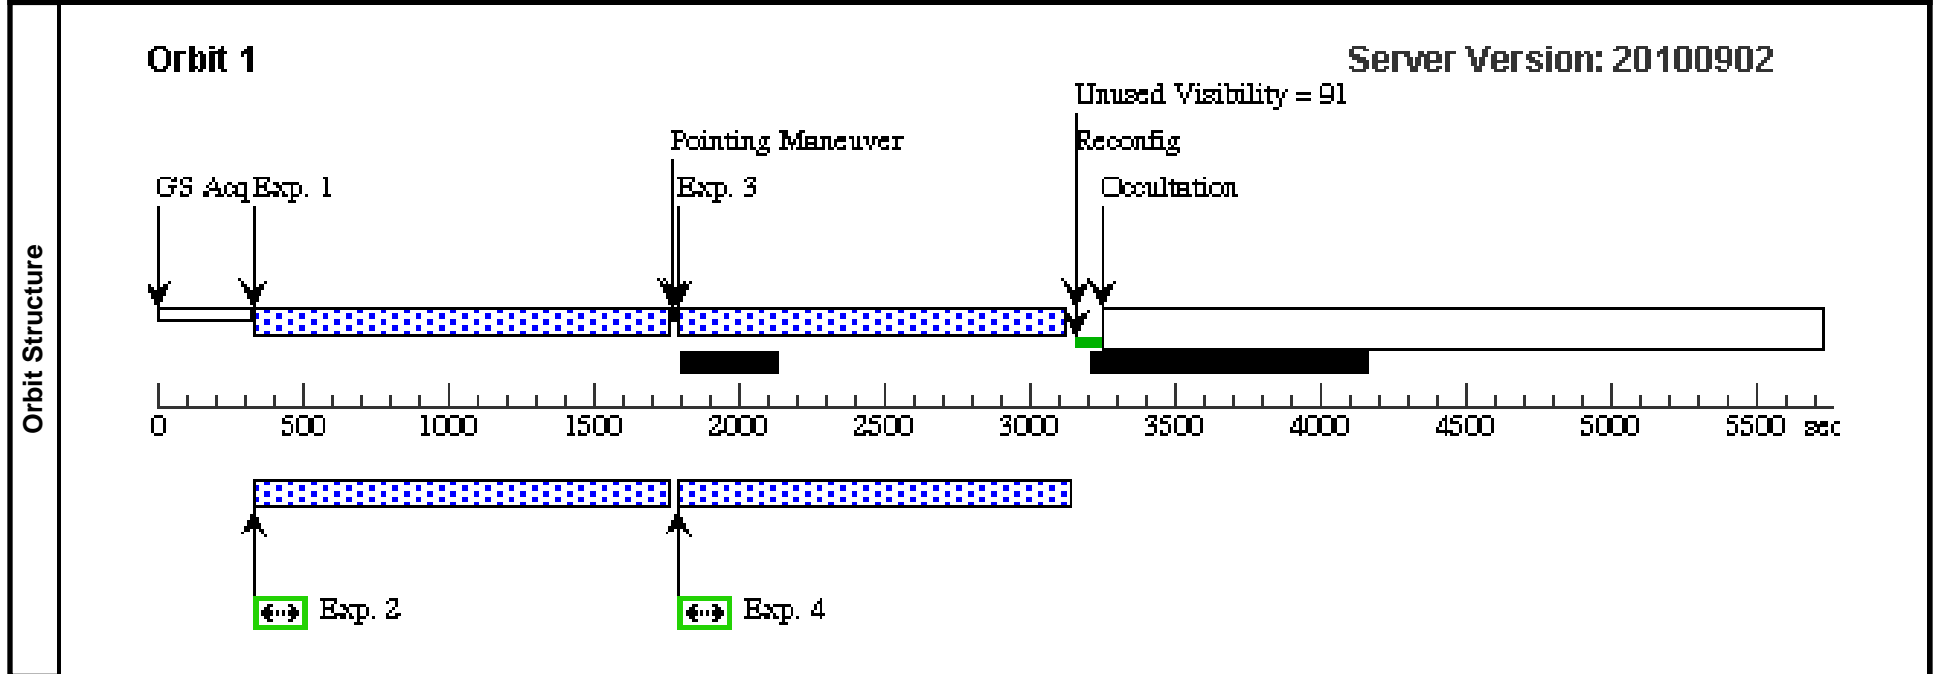 Orbit 1
Server Version: 20100902
Unused Visibility = 91
Pointing Maneuver
Reconfig
GS Acq
Exp. 1
Exp. 3
Occultation
Orbit Structure
0 500 1000 1500 2000 2500 3000 3500 4000 4500 5000 5500 sec
Exp. 2
Exp. 4